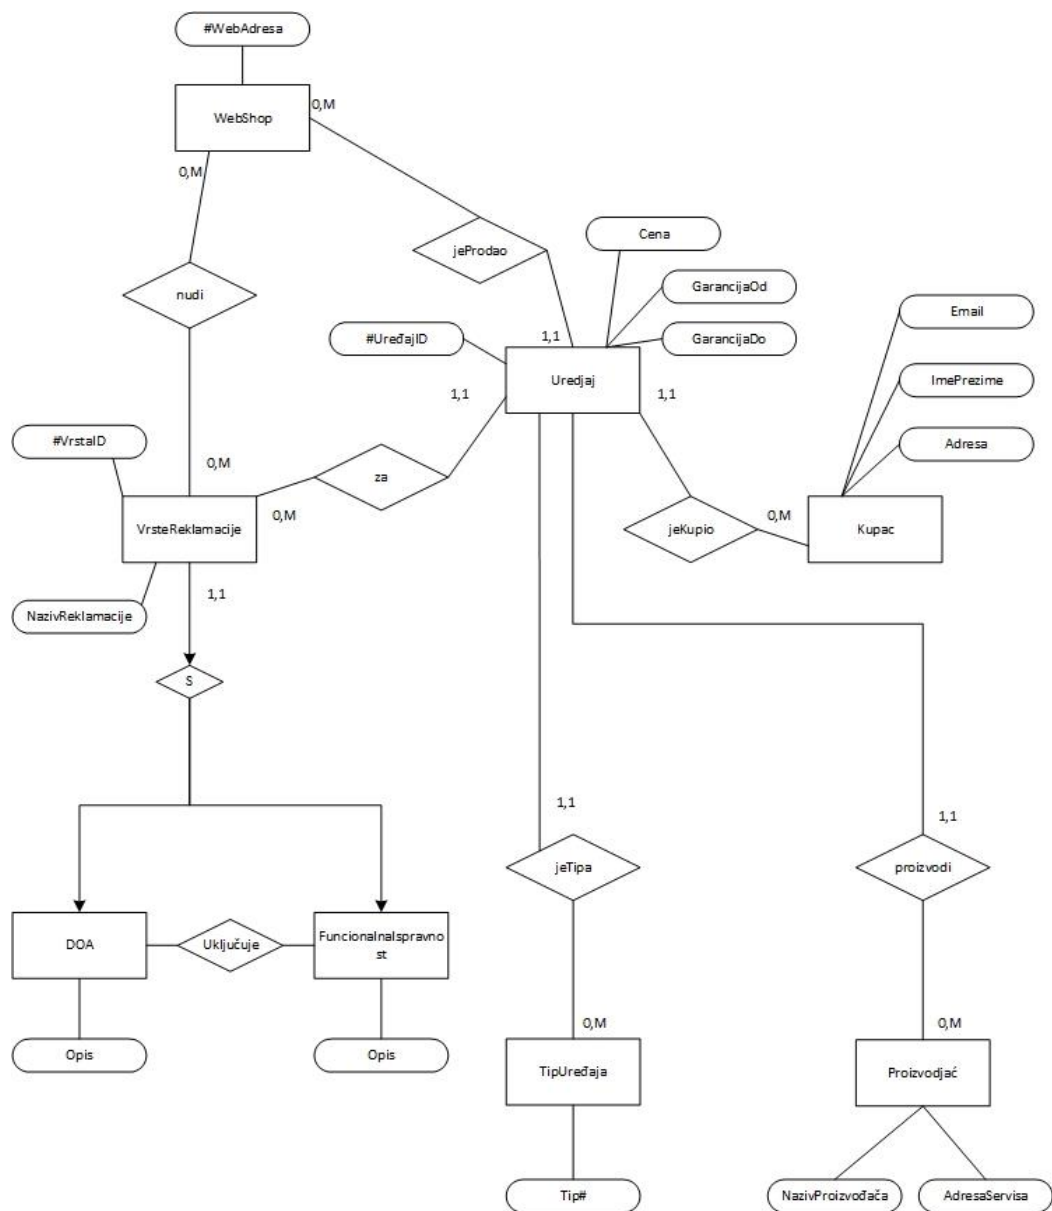 #WebAdresa
WebShop
0,M
0,M
jeProdao
nudi
Cena
GarancijaOd
GarancijaDo
#UređajID
1,1
Uredjaj
1,1
1,1
Email
ImePrezime
Adresa
#VrstaID
0,M
za
VrsteReklamacije
0,M
jeKupio
0,M
Kupac
NazivReklamacije
1,1
S
1,1
1,1
jeTipa
proizvodi
DOA
Uključuje
FuncionalnaIspravno
st
Opis
Opis
0,M
0,M
TipUređaja
Proizvodjać
Tip#
NazivProizvođača
AdresaServisa